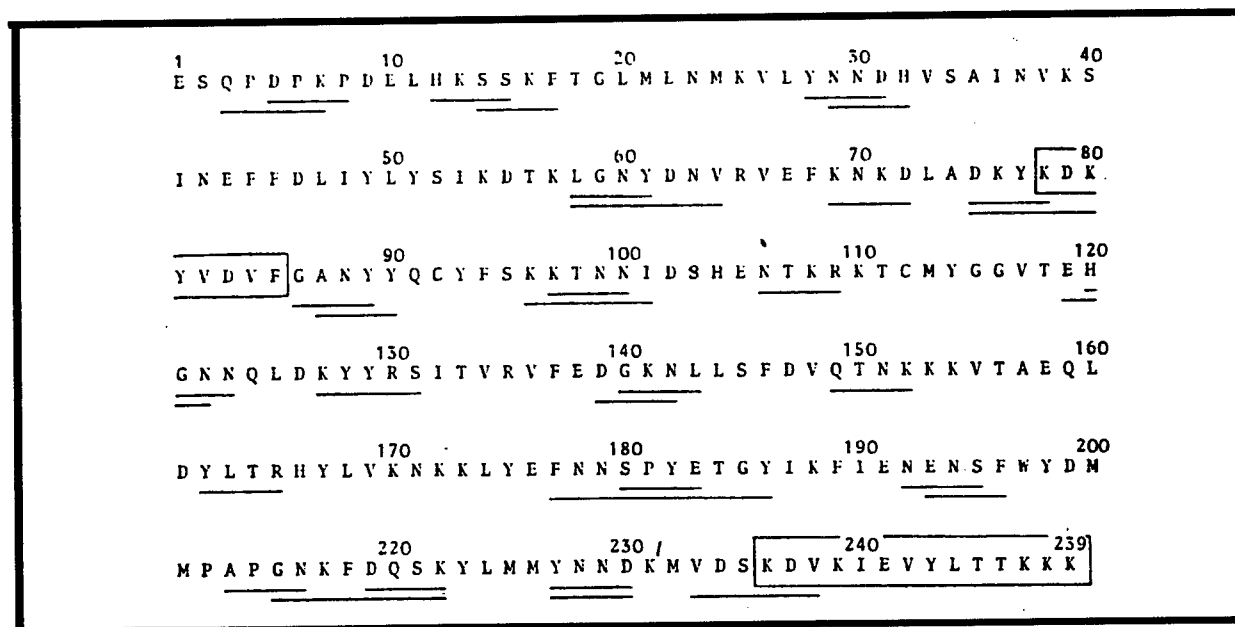 1 10 20 30 40
E S Q P D P K P D E L H K S S K F T G L M L N M K V L Y N N D H V S A I N V K S
50 60 70 80
I N E F F D L I Y L Y S I K D T K L G N Y D N V R V E F K N K D L A D K Y K D K
90 100 110 120
Y V D V F G A N Y Y Q C Y F S K K T N N I D S H E N T K R K T C M Y G G V T E H
130 140 150 160
G N N Q L D K Y Y R S I T V R V F E D G K N L L S F D V Q T N K K K V T A E Q L
170 180 190 200
D Y L T R H Y L V K N K K L Y E F N N S P Y E T G Y I K F I E N E N S F W Y D M
220 230 240 239
M P A P G N K F D Q S K Y L M M Y N N D K M V D S K D V K I E V Y L T T K K K